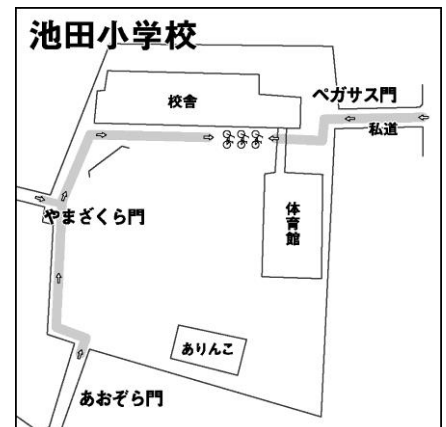 池田小学校
校舎
ペガサス門
私道
やまざくら門
体育館
ありんこ
あおぞら門